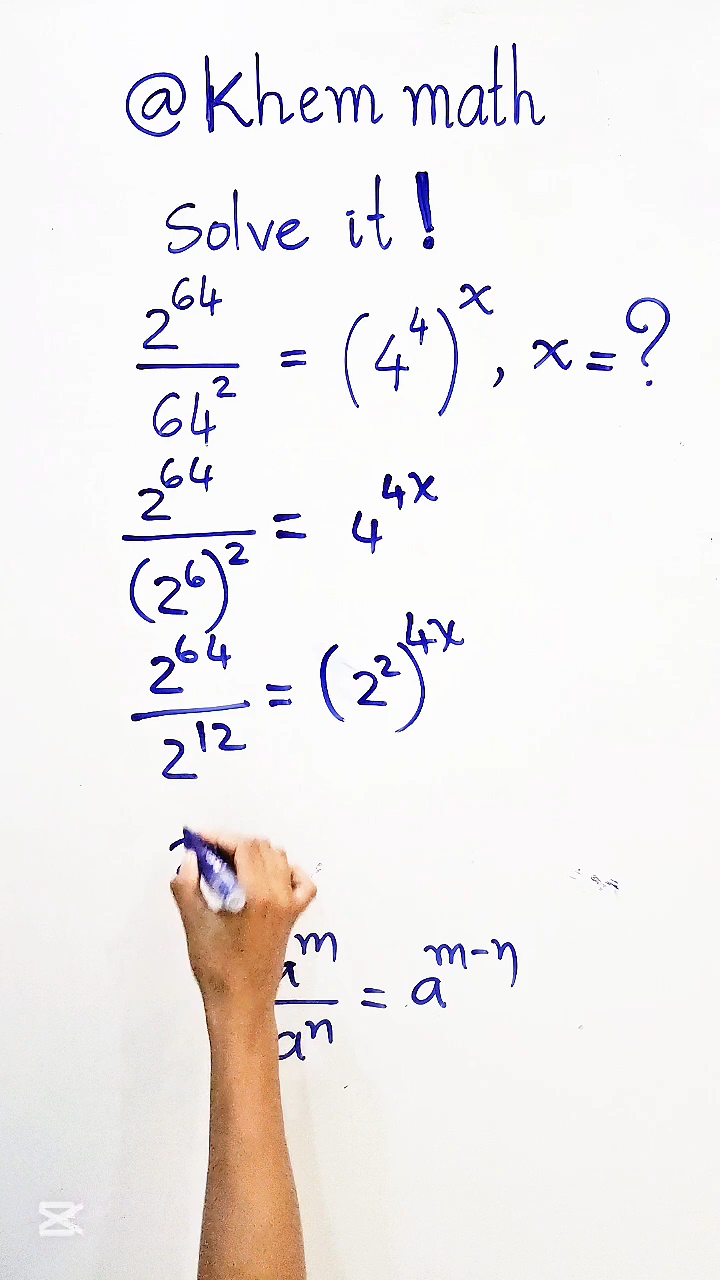 @Khem math
Solve it!
2^64 / 64^2 = (4^4)^x, x=?
2^64 / (2^6)^2 = 4^4x
2^64 / 2^12 = (2^2)^4x
a^m / a^n = a^m-n